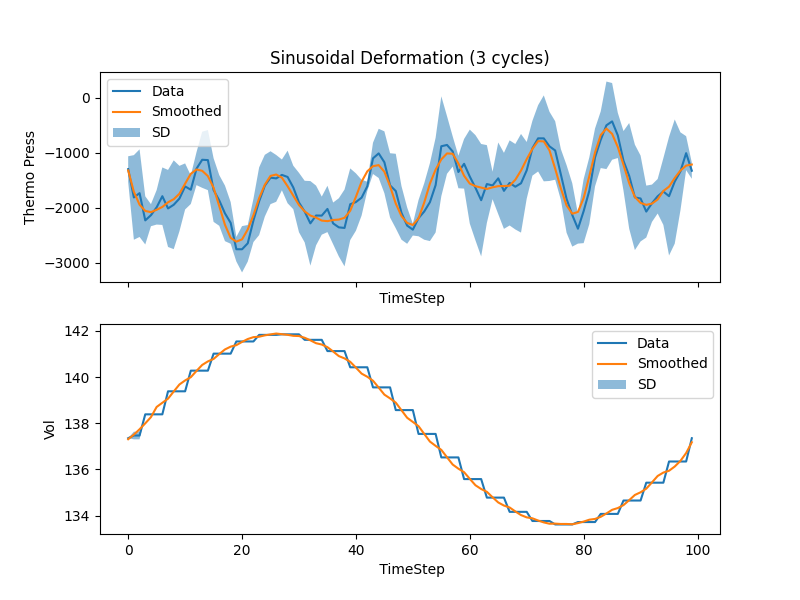 Sinusoidal Deformation (3 cycles)
Thermo Press
0
−1000
−2000
−3000
Data
Smoothed
SD
TimeStep
Vol
142
140
138
136
134
Data
Smoothed
SD
0 20 40 60 80 100
TimeStep